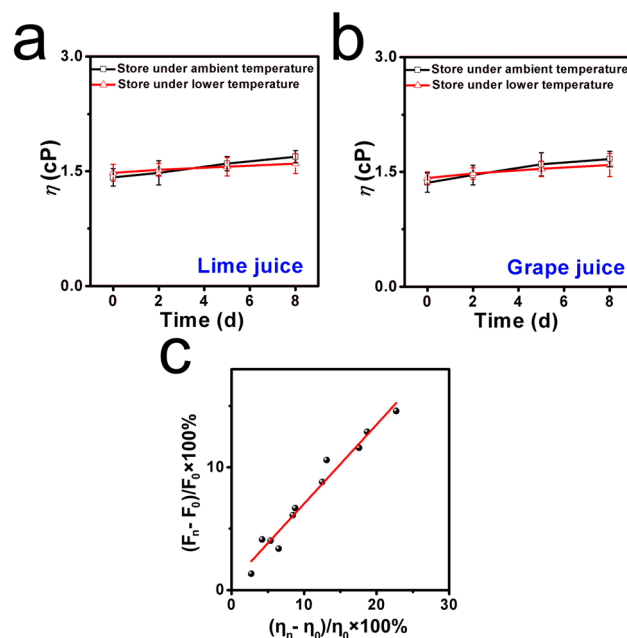 a
3.0
Store under ambient temperature
Store under lower temperature
η (cP)
1.5
Lime juice
0.0
0 2 4 6 8
Time (d)
b
3.0
Store under ambient temperature
Store under lower temperature
η (cP)
1.5
Grape juice
0.0
0 2 4 6 8
Time (d)
c
(Fn- F0)/F0×100%
10
0
0 10 20 30
(ηn- η0)/η0×100%